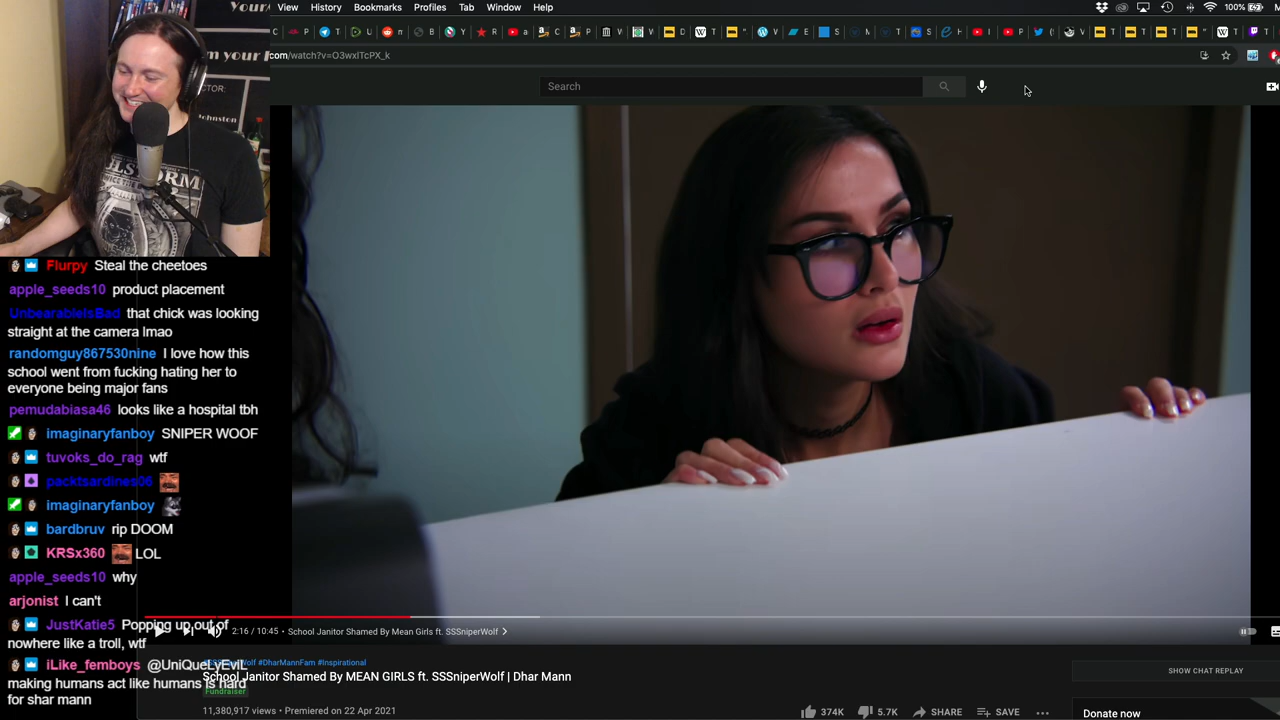 View History Bookmarks Profiles Tab Window Help
100%
com/watch?v=O3wxlTcPX_k
Search
Flurpy Steal the cheetoes
apple_seeds10 product placement
UnbearableIsBad that chick was looking
straight at the camera lmao
randomguy867530nine I love how this
school went from fucking hating her to
everyone being major fans
pemudabiasa46 looks like a hospital tbh
imaginaryfanboy SNIPER WOOF
tuvoks_do_rag wtf
packtsardines06
imaginaryfanboy
bardbruv rip DOOM
KRSx360 LOL
apple_seeds10 why
arjonist I can't
JustKatie5 Popping up out of
nowhere like a troll, wtf
iLike_femboys @UniQueLyEviL
making humans act like humans is hard
for shar mann
2:16 / 10:45 • School Janitor Shamed By Mean Girls ft. SSSniperWolf
#DharMannFam #Inspirational
School Janitor Shamed By MEAN GIRLS ft. SSSniperWolf | Dhar Mann
Fundraiser
11,380,917 views • Premiered on 22 Apr 2021
374K 5.7K SHARE SAVE
SHOW CHAT REPLAY
Donate now